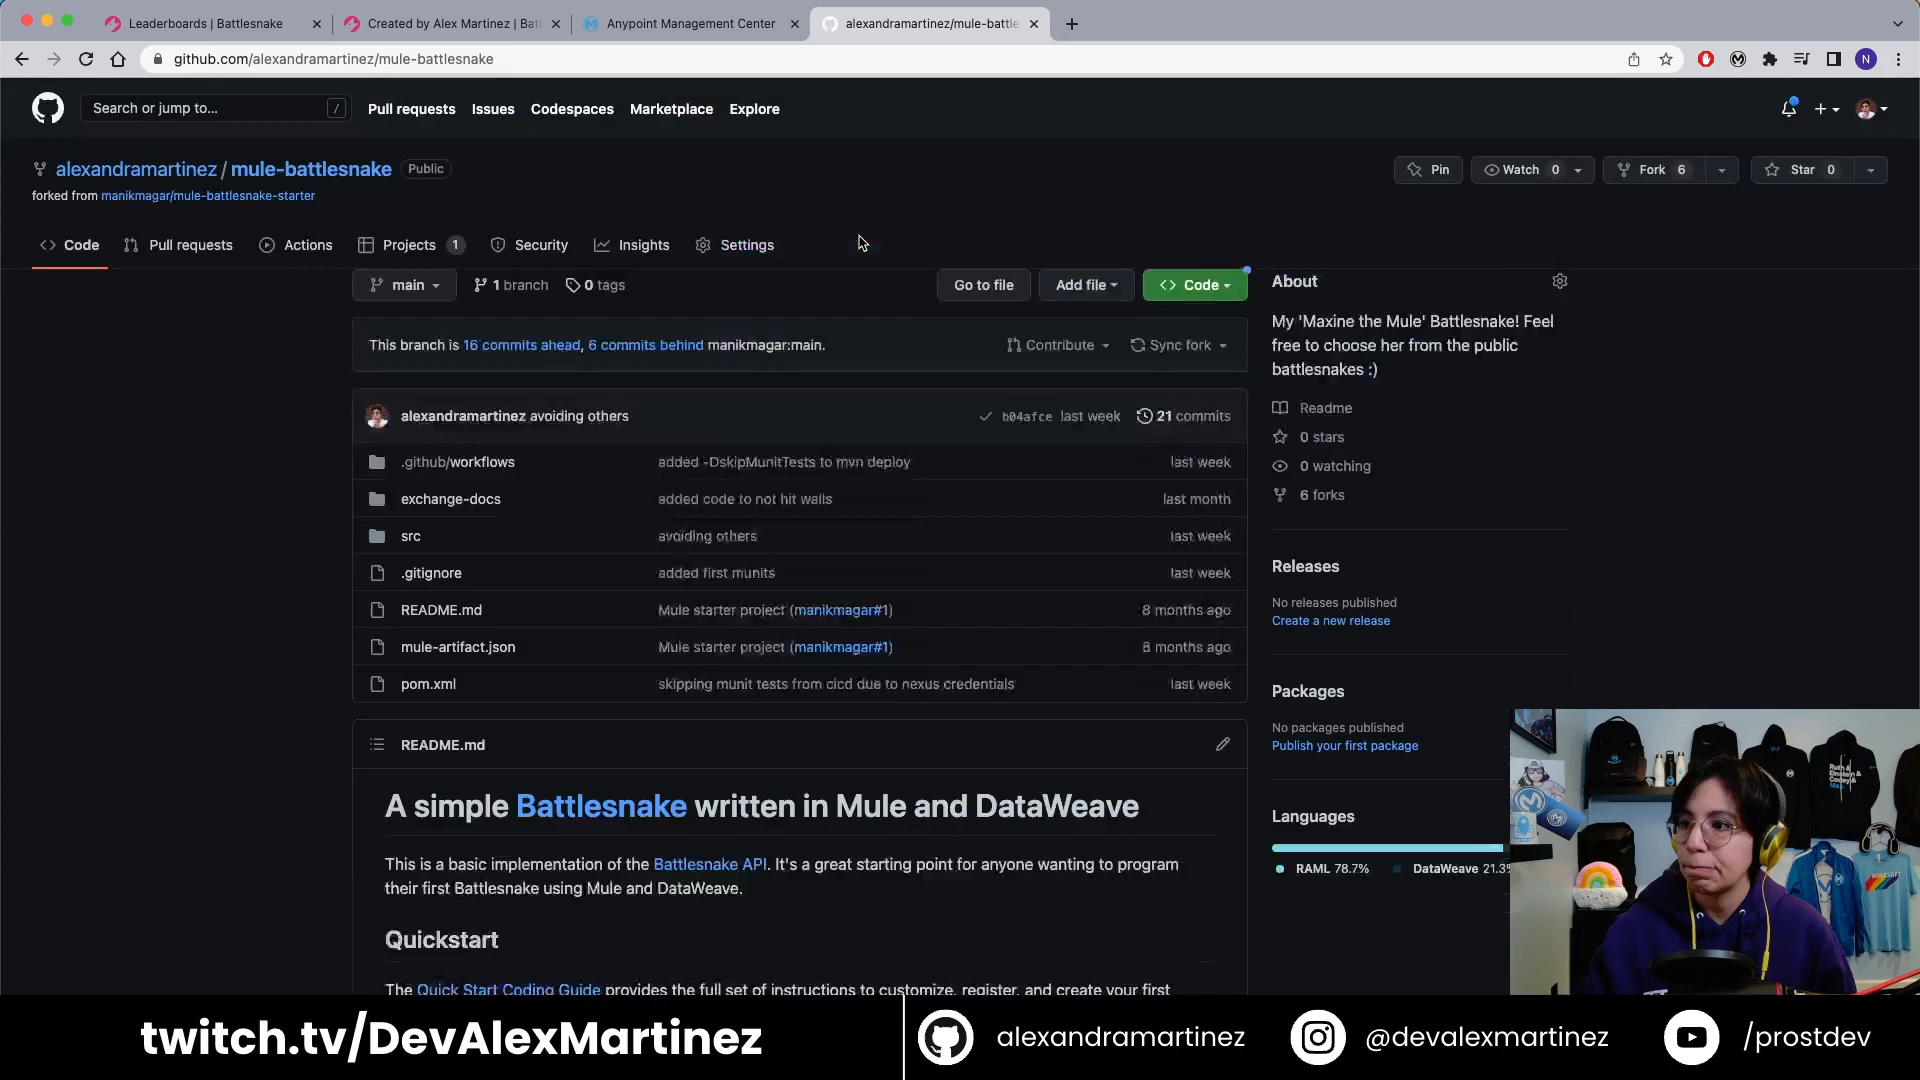 Leaderboards | Battlesnake
Created by Alex Martinez | Batt
Anypoint Management Center
alexandramartinez/mule-battle
github.com/alexandramartinez/mule-battlesnake
N
Search or jump to...
/
Pull requests
Issues
Codespaces
Marketplace
Explore
alexandramartinez / mule-battlesnake
Public
Pin
Watch 0
Fork 6
Star 0
forked from manikmagar/mule-battlesnake-starter
Code
Pull requests
Actions
Projects 1
Security
Insights
Settings
main
1 branch
0 tags
Go to file
Add file
Code
This branch is 16 commits ahead, 6 commits behind manikmagar:main.
Contribute
Sync fork
alexandramartinez avoiding others
b04afce last week
21 commits
.github/workflows
added -DskipMunitTests to mvn deploy
last week
exchange-docs
added code to not hit walls
last month
src
avoiding others
last week
.gitignore
added first munits
last week
README.md
Mule starter project (manikmagar#1)
8 months ago
mule-artifact.json
Mule starter project (manikmagar#1)
8 months ago
pom.xml
skipping munit tests from cicd due to nexus credentials
last week
README.md
A simple Battlesnake written in Mule and DataWeave
This is a basic implementation of the Battlesnake API. It's a great starting point for anyone wanting to program
their first Battlesnake using Mule and DataWeave.
Quickstart
The Quick Start Coding Guide provides the full set of instructions to customize, register, and create your first
About
My 'Maxine the Mule' Battlesnake! Feel
free to choose her from the public
battlesnakes :)
Readme
0 stars
0 watching
6 forks
Releases
No releases published
Create a new release
Packages
No packages published
Publish your first package
Languages
RAML 78.7%
DataWeave 21.3
twitch.tv/DevAlexMartinez
alexandramartinez
@devalexmartinez
/prostdev